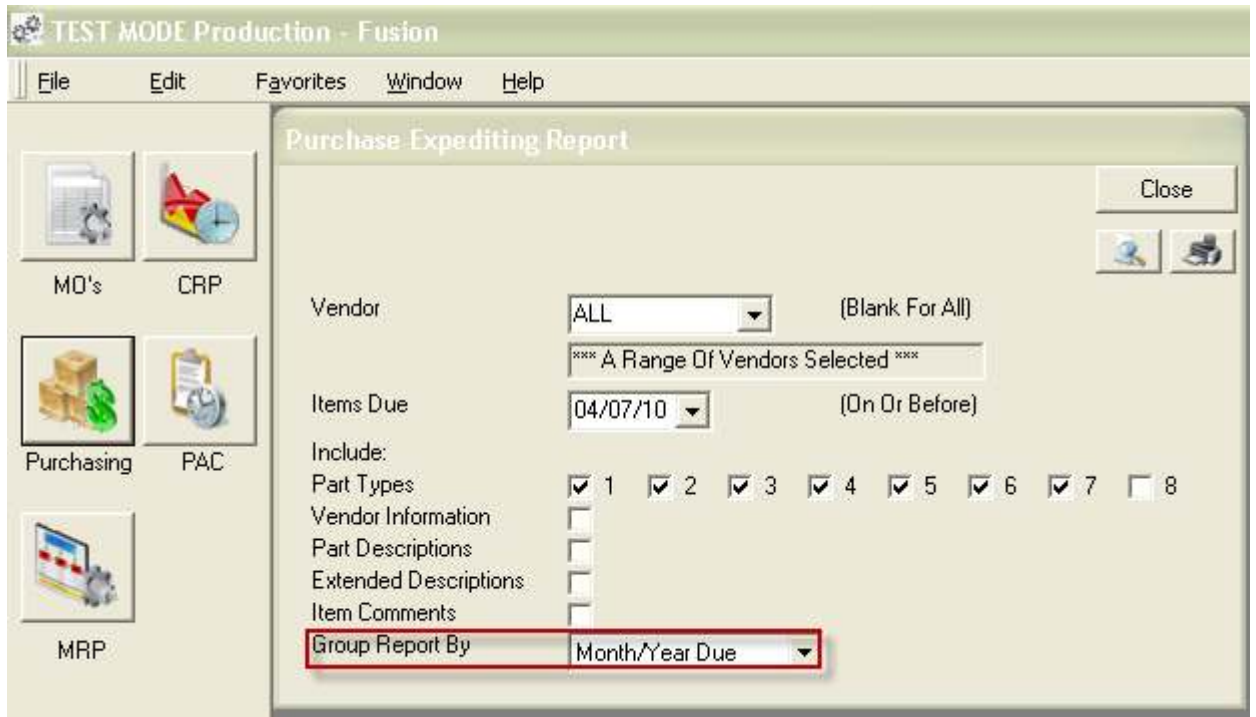 TEST MODE Production - Fusion
File Edit Favorites Window Help
Purchase Expediting Report
Close
MO's CRP
Vendor ALL (Blank For All)
*** A Range Of Vendors Selected ***
Items Due 04/07/10 (On Or Before)
Include:
Purchasing PAC
Part Types 1 2 3 4 5 6 7 8
Vendor Information
Part Descriptions
Extended Descriptions
Item Comments
Group Report By Month/Year Due
MRP